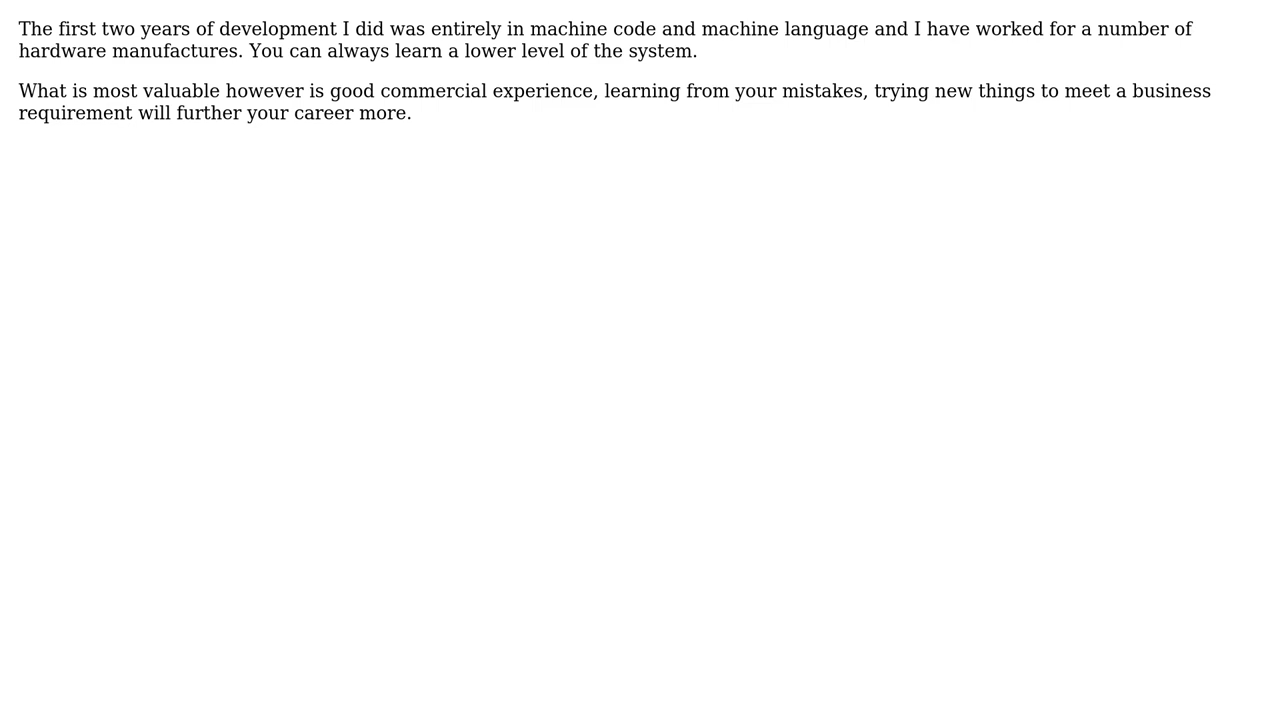 The first two years of development I did was entirely in machine code and machine language and I have worked for a number of
hardware manufactures. You can always learn a lower level of the system.
What is most valuable however is good commercial experience, learning from your mistakes, trying new things to meet a business
requirement will further your career more.